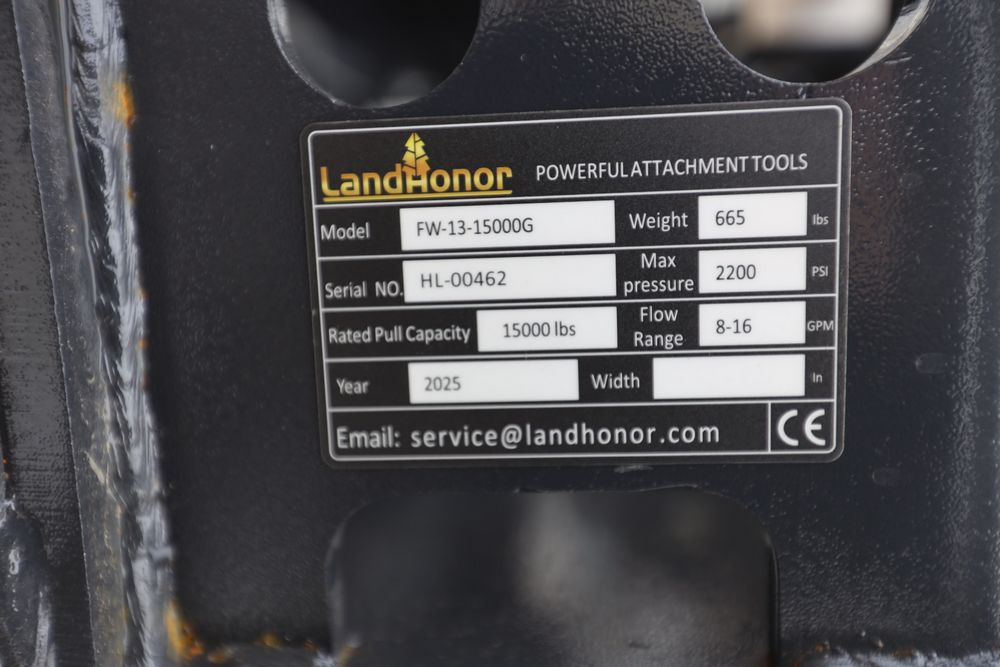 LandHonor POWERFUL ATTACHMENT TOOLS
Model FW-13-15000G Weight 665 lbs
Serial NO. HL-00462 Max pressure 2200 PSI
Rated Pull Capacity 15000 lbs Flow Range 8-16 GPM
Year 2025 Width In
Email: service@landhonor.com CE